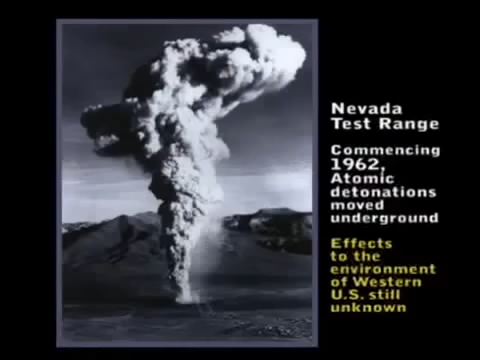 Nevada
Test Range
Commencing
1962,
Atomic
detonations
moved
underground
Effects
to the
environment
of Western
U.S. still
unknown